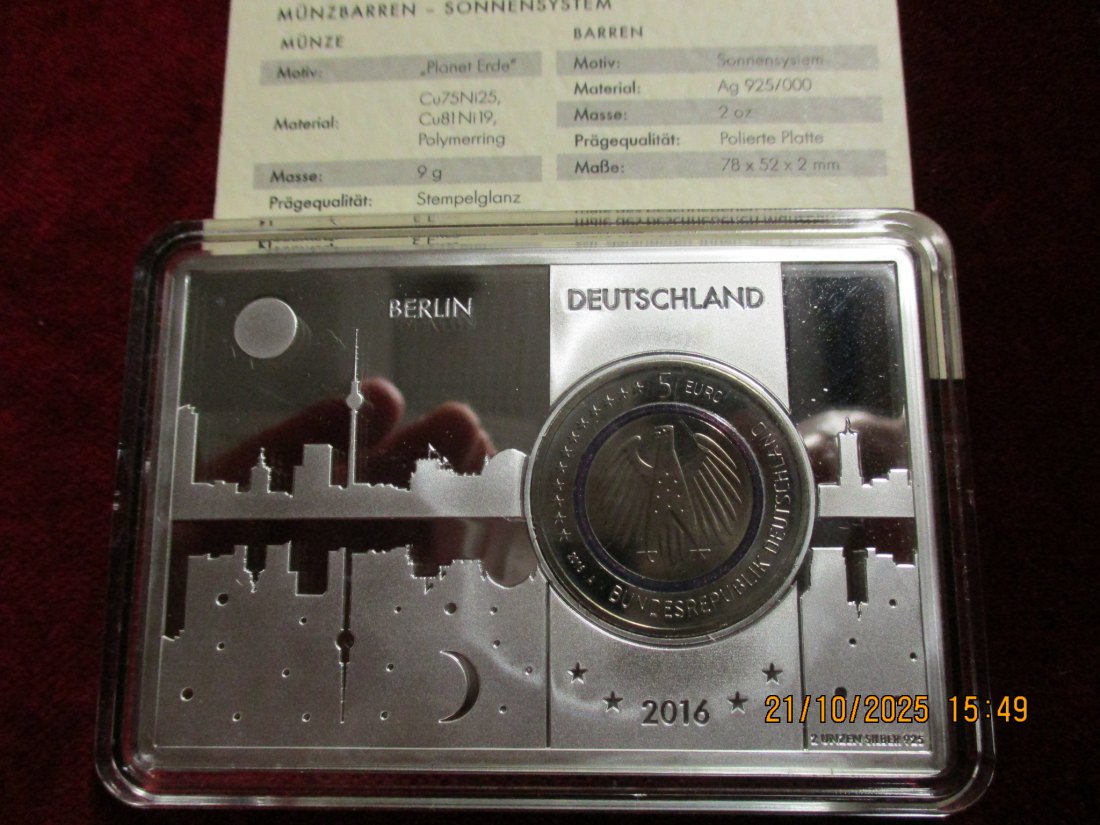 MÜNZBARREN – SONNENSYSTEM
MÜNZE
Motiv: „Planet Erde"
Material: Cu75Ni25,
Cu81Ni19,
Polymerring
Masse: 9 g
Prägequalität: Stempelglanz
BARREN
Motiv: Sonnensystem
Material: Ag 925/000
Masse: 2 oz
Prägequalität: Polierte Platte
Maße: 78 x 52 x 2 mm
BERLIN
DEUTSCHLAND
5 EURO
BUNDESREPUBLIK DEUTSCHLAND
2016 A
2016
21/10/2025 15:49
2 UNZEN SILBER 925